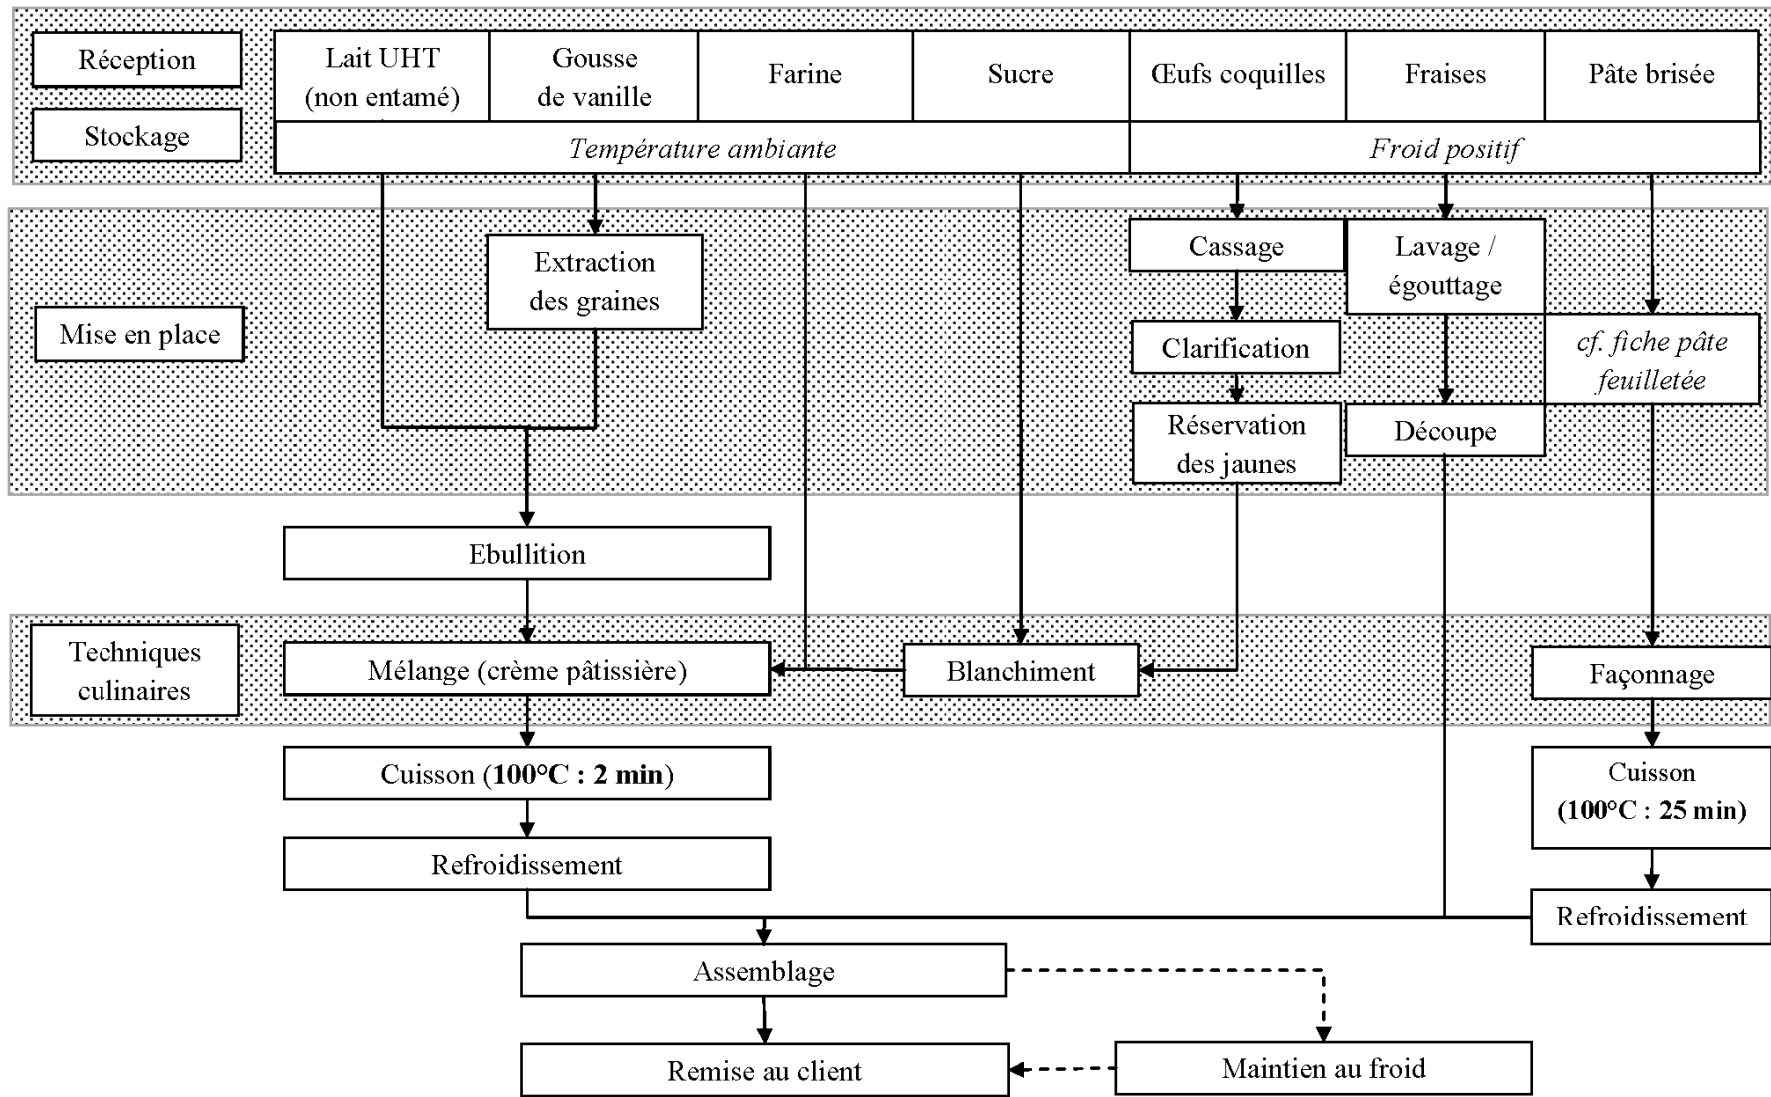 Réception
Stockage
Lait UHT
(non entamé)
Gousse
de vanille
Farine
Sucre
Œufs coquilles
Fraises
Pâte brisée
Température ambiante
Froid positif
Mise en place
Extraction
des graines
Cassage
Lavage /
égouttage
Clarification
cf. fiche pâte
feuilletée
Réservation
des jaunes
Découpe
Ebullition
Techniques
culinaires
Mélange (crème pâtissière)
Blanchiment
Façonnage
Cuisson (100°C : 2 min)
Cuisson
(100°C : 25 min)
Refroidissement
Refroidissement
Assemblage
Remise au client
Maintien au froid